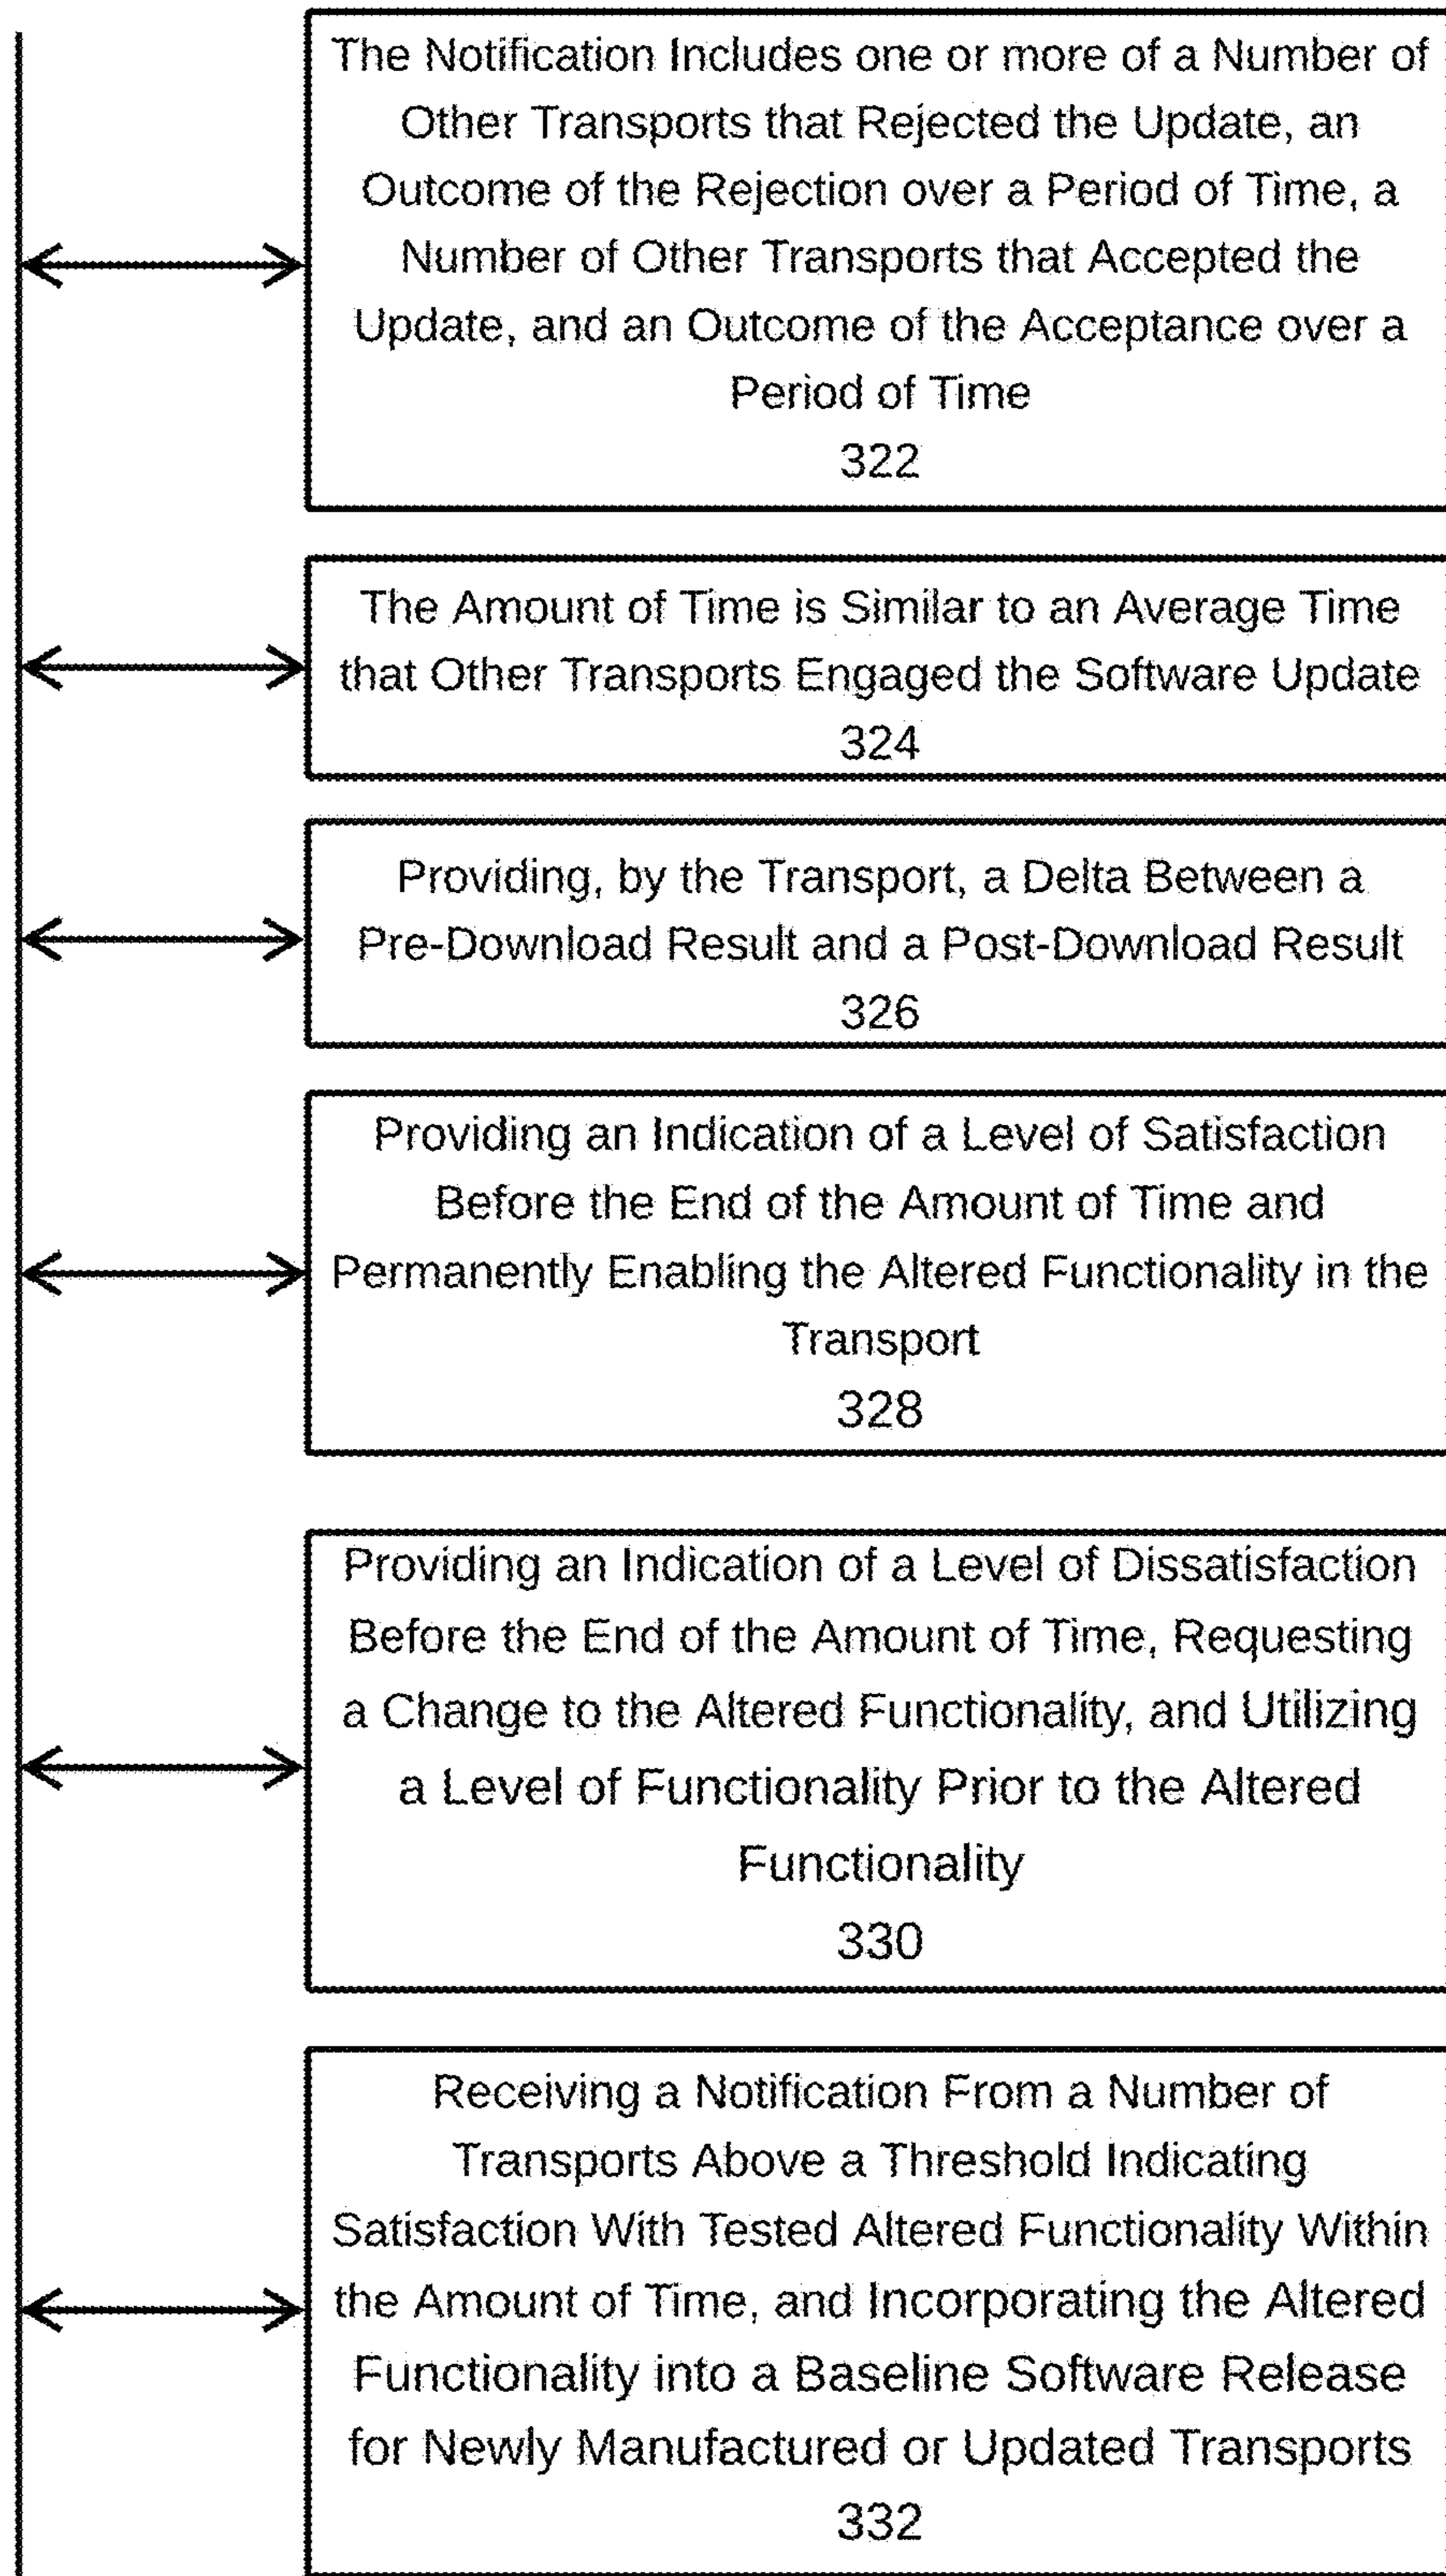 The Notification Includes one or more of a Number of
Other Transports that Rejected the Update, an
Outcome of the Rejection over a Period of Time, a
Number of Other Transports that Accepted the
Update, and an Outcome of the Acceptance over a
Period of Time
322
The Amount of Time is Similar to an Average Time
that Other Transports Engaged the Software Update
324
Providing, by the Transport, a Delta Between a
Pre-Download Result and a Post-Download Result
326
Providing an Indication of a Level of Satisfaction
Before the End of the Amount of Time and
Permanently Enabling the Altered Functionality in the
Transport
328
Providing an Indication of a Level of Dissatisfaction
Before the End of the Amount of Time, Requesting
a Change to the Altered Functionality, and Utilizing
a Level of Functionality Prior to the Altered
Functionality
330
Receiving a Notification From a Number of
Transports Above a Threshold Indicating
Satisfaction With Tested Altered Functionality Within
the Amount of Time, and Incorporating the Altered
Functionality into a Baseline Software Release
for Newly Manufactured or Updated Transports
332